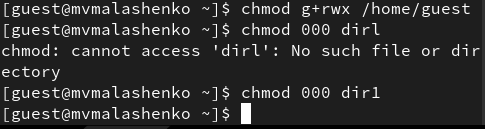 [guest@mvmalashenko ~]$ chmod g+rwx /home/guest
[guest@mvmalashenko ~]$ chmod 000 dirl
chmod: cannot access 'dirl': No such file or dir
ectory
[guest@mvmalashenko ~]$ chmod 000 dir1
[guest@mvmalashenko ~]$